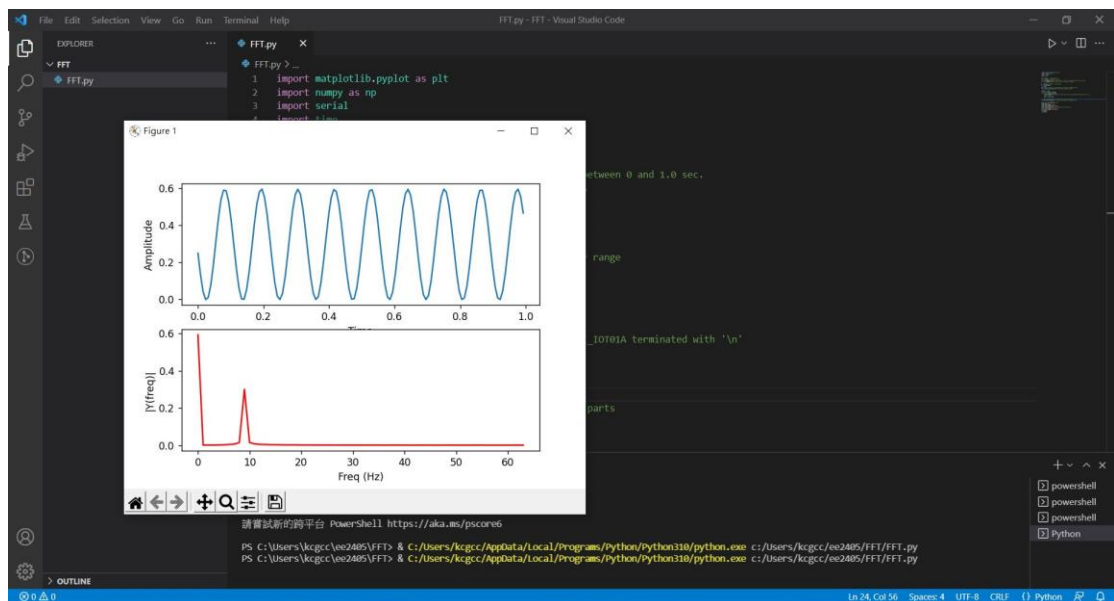 File Edit Selection View Go Run Terminal Help
FFT.py - FFT - Visual Studio Code
EXPLORER
FFT.py
FFT
FFT.py
FFT.py > ...
1 import matplotlib.pyplot as plt
2 import numpy as np
3 import serial
4 import time
Figure 1
etween 0 and 1.0 sec.
range
_IOT01A terminated with '\n'
parts
Amplitude
0.6
0.4
0.2
0.0
0.0 0.2 0.4 0.6 0.8 1.0
Time
|Y(freq)|
0.6
0.4
0.2
0.0
0 10 20 30 40 50 60
Freq (Hz)
powershell
powershell
powershell
Python
請嘗試新的跨平台 PowerShell https://aka.ms/pscore6
PS C:\Users\kcgcc\ee2405\FFT> & C:/Users/kcgcc/AppData/Local/Programs/Python/Python310/python.exe c:/Users/kcgcc/ee2405/FFT/FFT.py
PS C:\Users\kcgcc\ee2405\FFT> & C:/Users/kcgcc/AppData/Local/Programs/Python/Python310/python.exe c:/Users/kcgcc/ee2405/FFT/FFT.py
OUTLINE
0 0
Ln 24, Col 56 Spaces: 4 UTF-8 CRLF {} Python